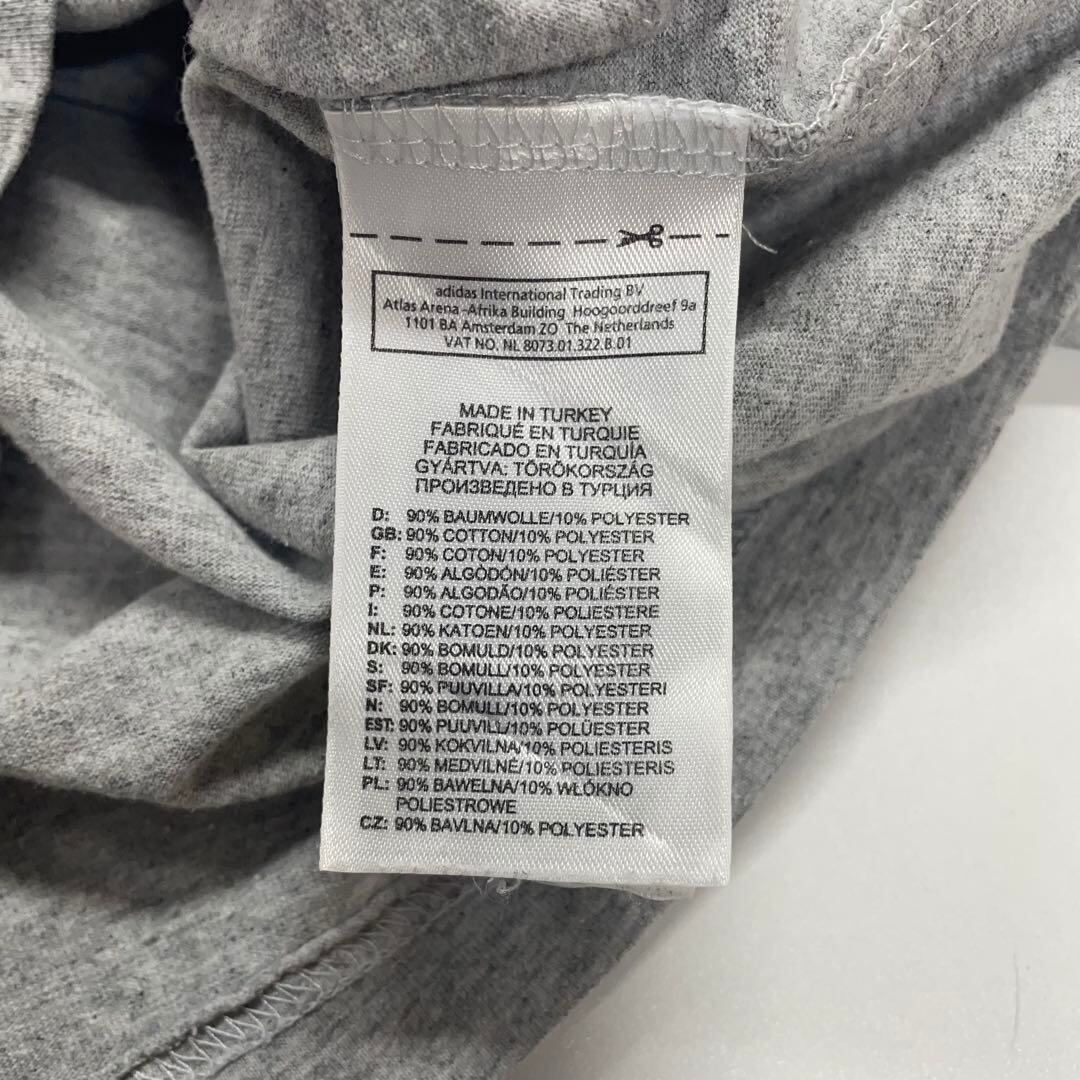 adidas International Trading BV
Atlas Arena -Afrika Building Hoogoorddreef 9a
1101 BA Amsterdam ZO The Netherlands
VAT NO. NL 8073.01.322.B.01
MADE IN TURKEY
FABRIQUÉ EN TURQUIE
FABRICADO EN TURQUÍA
GYÁRTVA: TÖRÖKORSZÁG
ПРОИЗВЕДЕНО В ТУРЦИЯ
D: 90% BAUMWOLLE/10% POLYESTER
GB: 90% COTTON/10% POLYESTER
F: 90% COTON/10% POLYESTER
E: 90% ALGODÓN/10% POLIÉSTER
P: 90% ALGODÃO/10% POLIÉSTER
I: 90% COTONE/10% POLIESTERE
NL: 90% KATOEN/10% POLYESTER
DK: 90% BOMULD/10% POLYESTER
S: 90% BOMULL/10% POLYESTER
SF: 90% PUUVILLA/10% POLYESTERI
N: 90% BOMULL/10% POLYESTER
EST: 90% PUUVILL/10% POLÜESTER
LV: 90% KOKVILNA/10% POLIESTERIS
LT: 90% MEDVILNĖ/10% POLIESTERIS
PL: 90% BAWEŁNA/10% WŁÓKNO
POLIESTROWE
CZ: 90% BAVLNA/10% POLYESTER